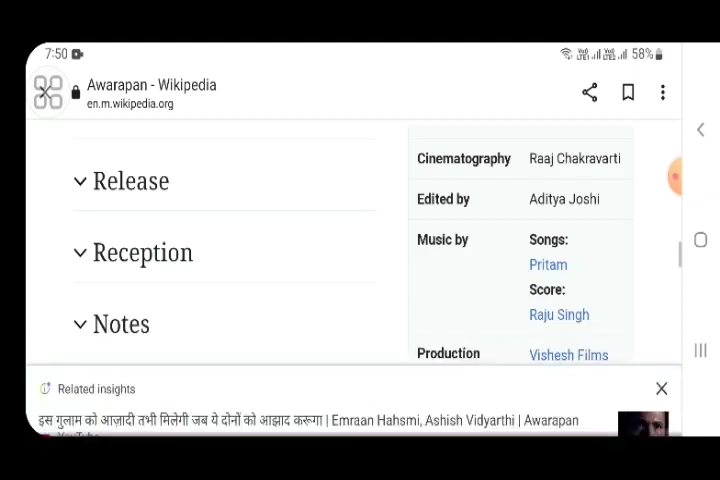 7:50
58%
Awarapan - Wikipedia
en.m.wikipedia.org
Cinematography Raaj Chakravarti
Release
Edited by Aditya Joshi
Music by Songs:
Reception
Pritam
Score:
Notes
Raju Singh
Production Vishesh Films
Related insights
इस गुलाम को आज़ादी तभी मिलेगी जब ये दोनों को आझाद करूगा | Emraan Hahsmi, Ashish Vidyarthi | Awarapan
YouTube